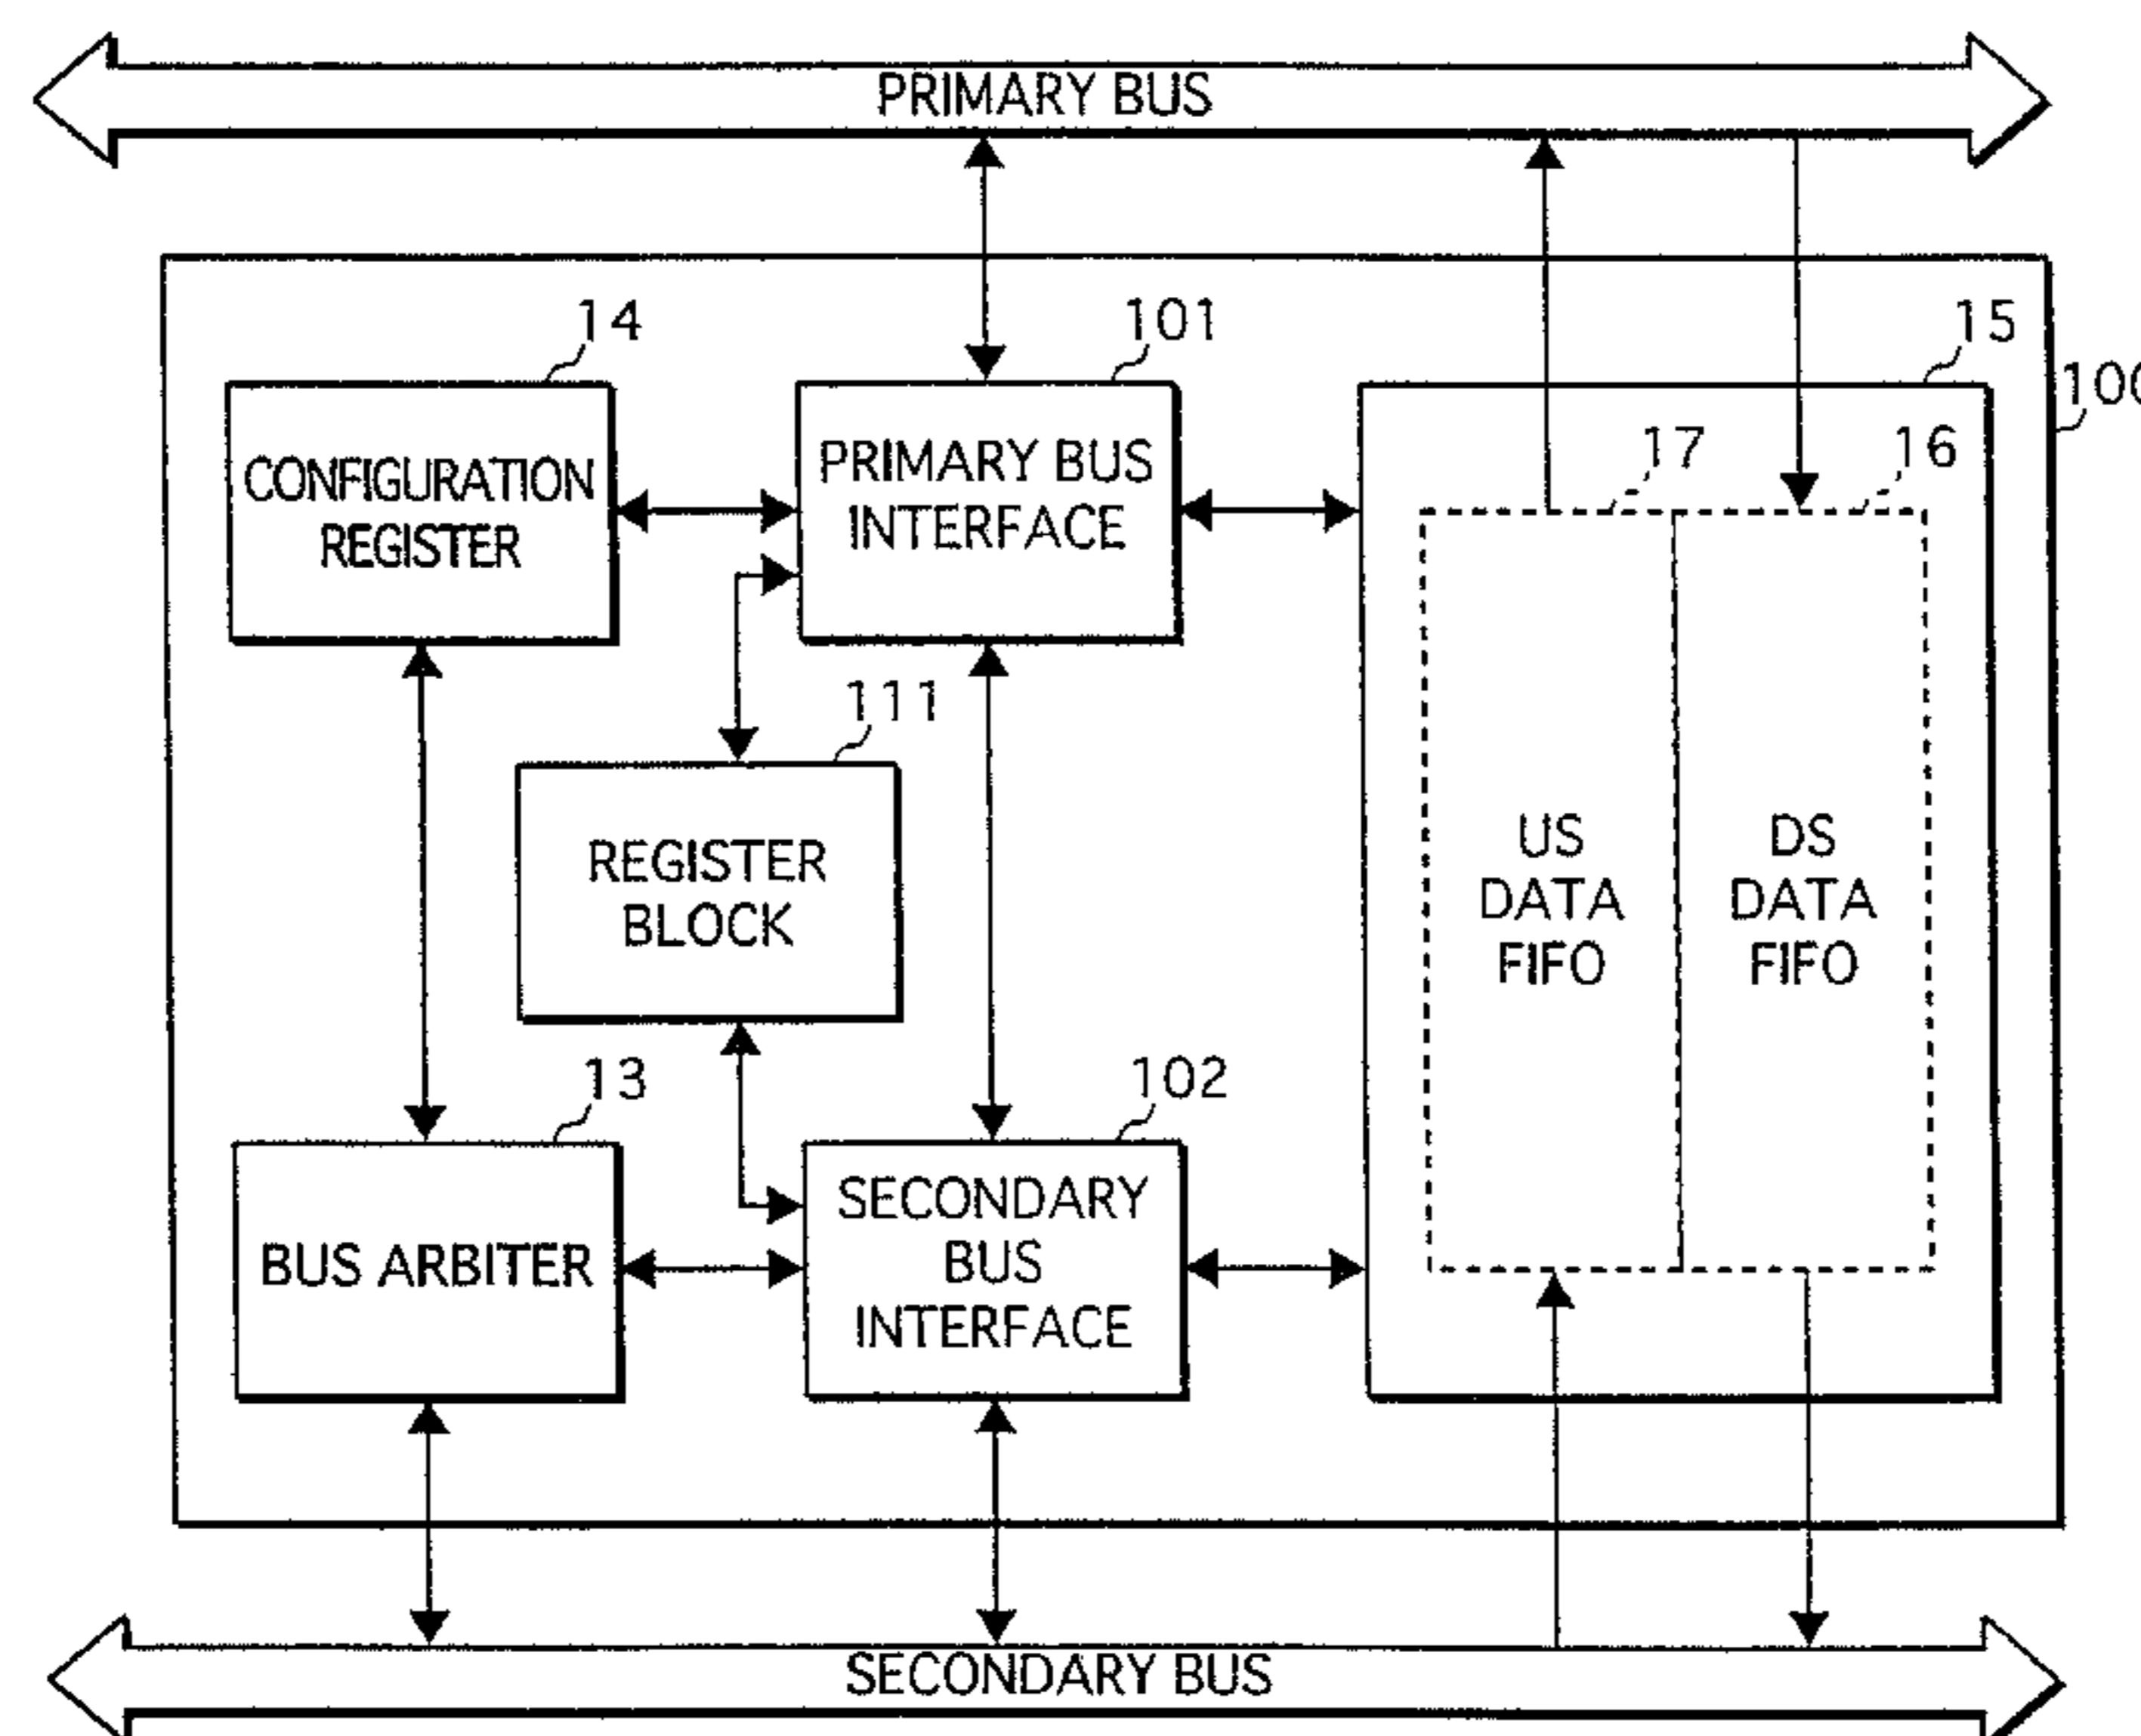 PRIMARY BUS
14
101
15
100
CONFIGURATION
REGISTER
PRIMARY BUS
INTERFACE
17
16
111
REGISTER
BLOCK
US
DATA
FIFO
DS
DATA
FIFO
13
102
BUS ARBITER
SECONDARY
BUS
INTERFACE
SECONDARY BUS